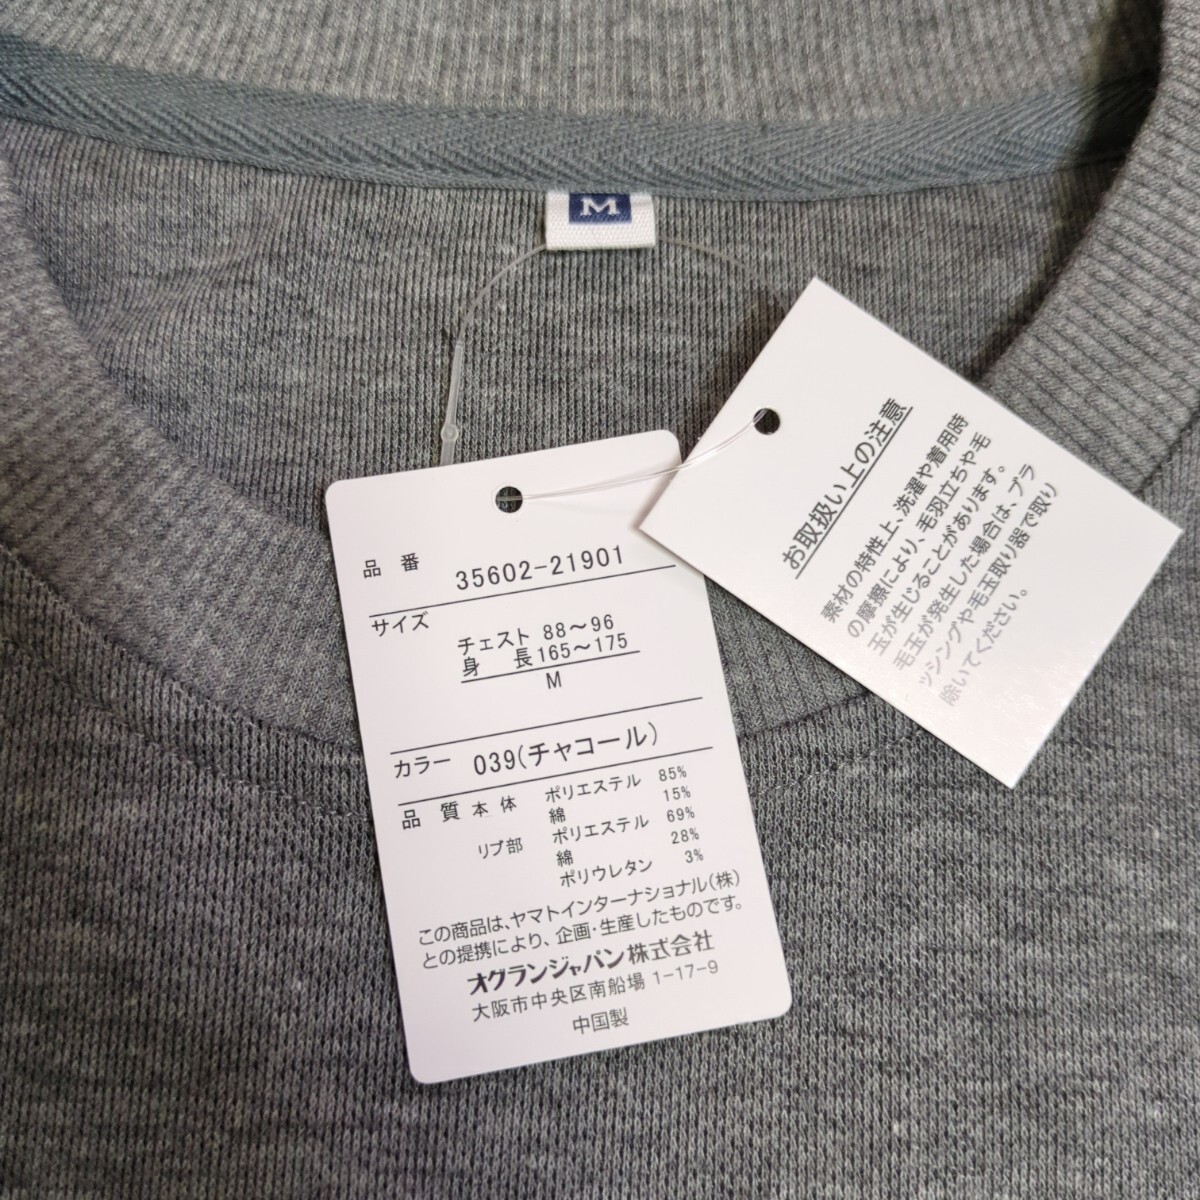 M
品番 35602-21901
サイズ
チェスト 88～96
身 長 165～175
M
カラー 039(チャコール)
品 質 本 体 ポリエステル 85%
綿 15%
リブ部 ポリエステル 69%
綿 28%
ポリウレタン 3%
この商品は、ヤマトインターナショナル(株)
との提携により、企画・生産したものです。
オグランジャパン株式会社
大阪市中央区南船場 1-17-9
中国製
お取扱い上の注意
素材の特性上、洗濯や着用時
の摩擦により、毛羽立ちや毛
玉が生じることがあります。
毛玉が発生した場合は、ブラ
ッシングや毛玉取り器で取り
除いてください。